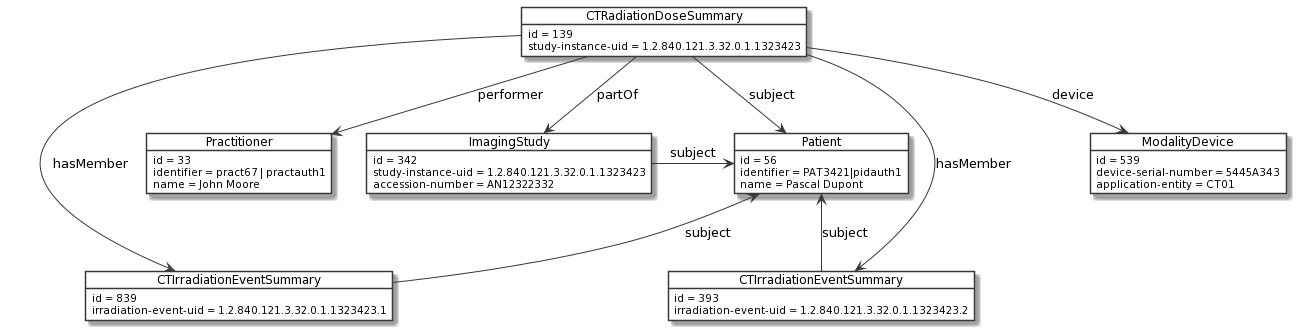 CTRadiationDoseSummary
id = 139
study-instance-uid = 1.2.840.121.3.32.0.1.1323423
performer
partOf
subject
device
Practitioner
id = 33
identifier = pract67 | practauth1
name = John Moore
ImagingStudy
id = 342
study-instance-uid = 1.2.840.121.3.32.0.1.1323423
accession-number = AN12322332
Patient
id = 56
identifier = PAT3421|pidauth1
name = Pascal Dupont
ModalityDevice
id = 539
device-serial-number = 5445A343
application-entity = CT01
hasMember
subject
hasMember
subject
subject
CTIrradiationEventSummary
id = 839
irradiation-event-uid = 1.2.840.121.3.32.0.1.1323423.1
CTIrradiationEventSummary
id = 393
irradiation-event-uid = 1.2.840.121.3.32.0.1.1323423.2